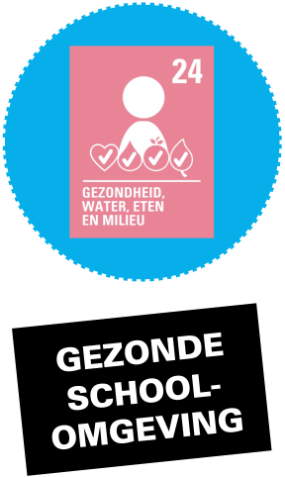 24
GEZONDHEID,
WATER, ETEN
EN MILIEU
GEZONDE
SCHOOL-
OMGEVING